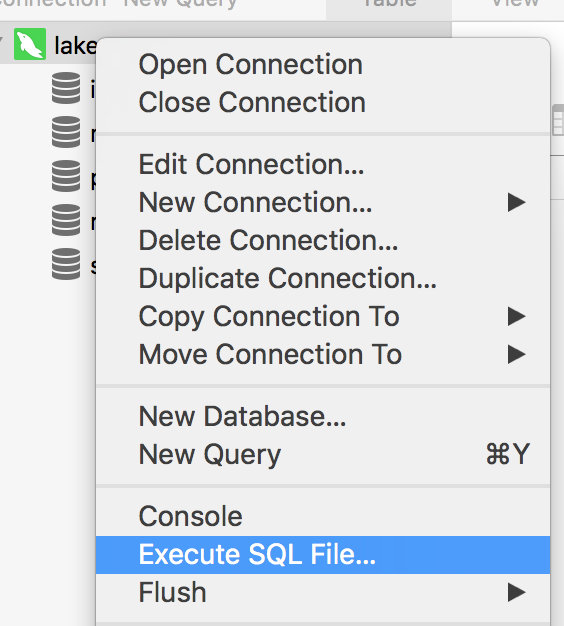 New Query
Table
View
lake
Open Connection
Close Connection
Edit Connection...
New Connection...
Delete Connection...
Duplicate Connection...
Copy Connection To
Move Connection To
New Database...
New Query ⌘Y
Console
Execute SQL File...
Flush